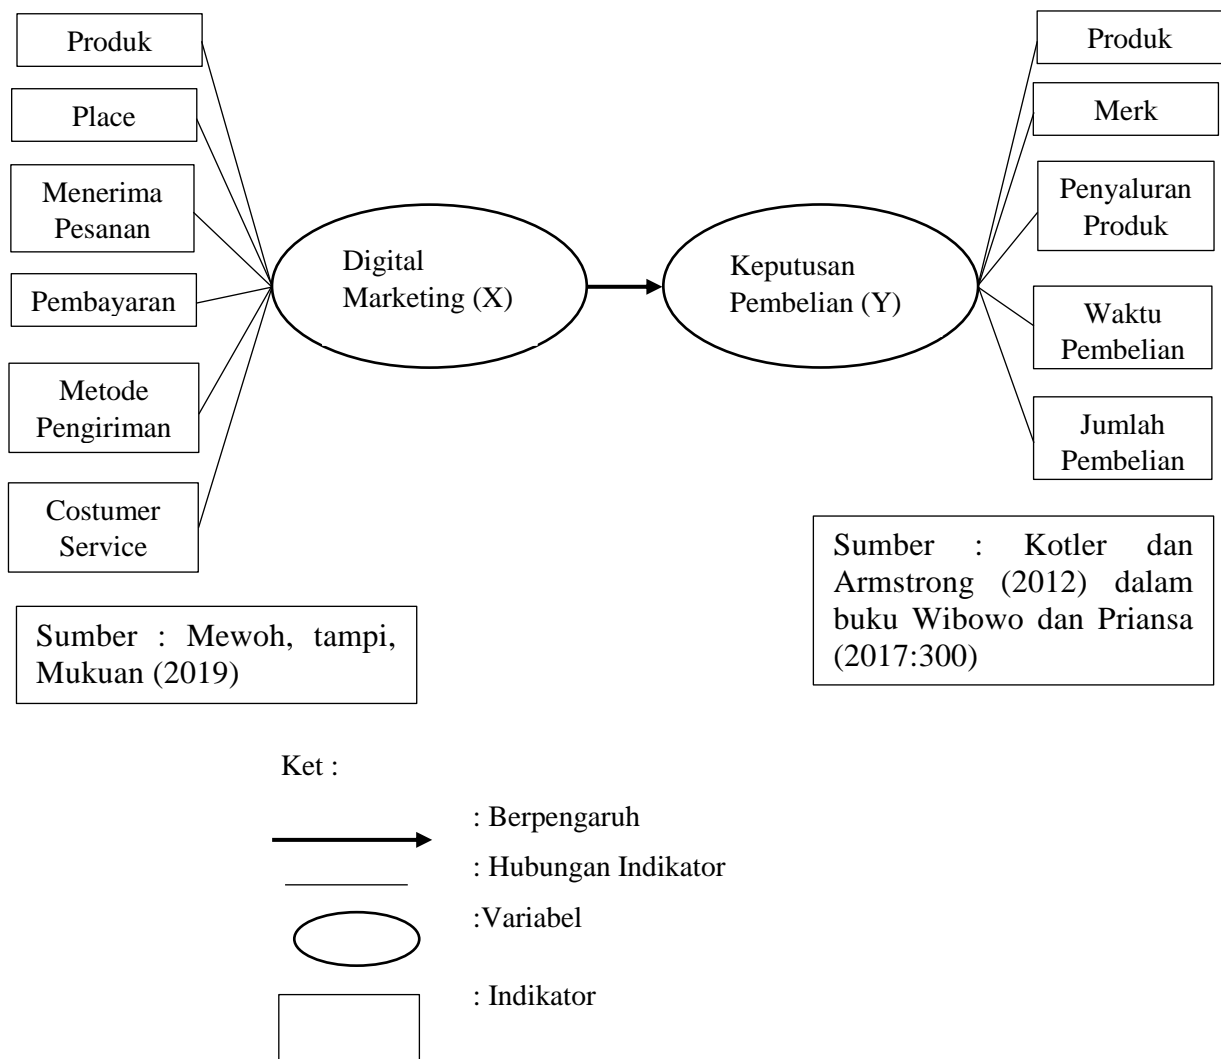 Produk
Place
Menerima
Pesanan
Pembayaran
Metode
Pengiriman
Costumer
Service
Sumber : Mewoh, tampi,
Mukuan (2019)
Digital
Marketing (X)
Keputusan
Pembelian (Y)
Produk
Merk
Penyaluran
Produk
Waktu
Pembelian
Jumlah
Pembelian
Sumber : Kotler dan
Armstrong (2012) dalam
buku Wibowo dan Priansa
(2017:300)
Ket :
: Berpengaruh
: Hubungan Indikator
:Variabel
: Indikator